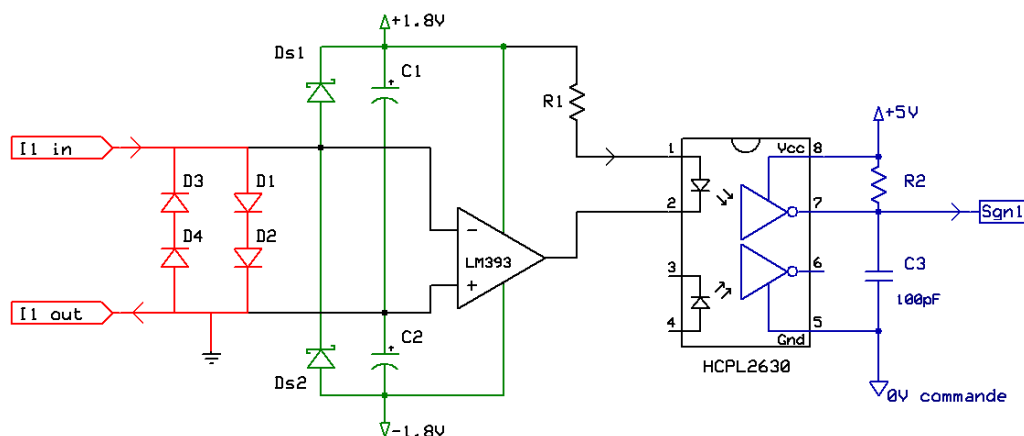 +1.8V
Ds1
C1
R1
+5V
I1 in
1
Vcc
8
D3
D1
R2
2
7
Sgn1
D4
D2
-
LM393
+
3
6
C3
100pF
I1 out
4
5
Gnd
C2
+
+
Ds2
HCPL2630
0V commande
-1.8V